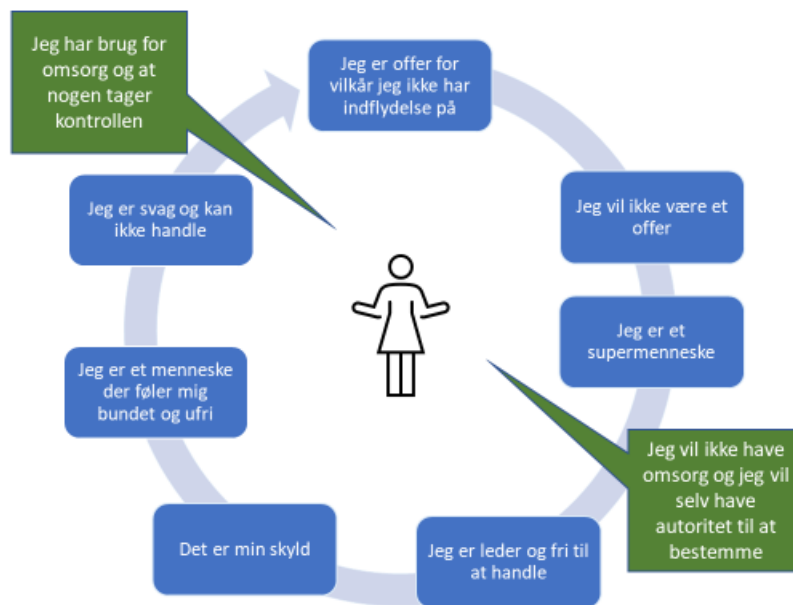 Jeg har brug for
omsorg og at
nogen tager
kontrollen
Jeg er offer for
vilkår jeg ikke har
indflydelse på
Jeg vil ikke være et
offer
Jeg er et
supermenneske
Jeg vil ikke have
omsorg og jeg vil
selv have
autoritet til at
bestemme
Jeg er leder og fri til
at handle
Det er min skyld
Jeg er et menneske
der føler mig
bundet og ufri
Jeg er svag og kan
ikke handle